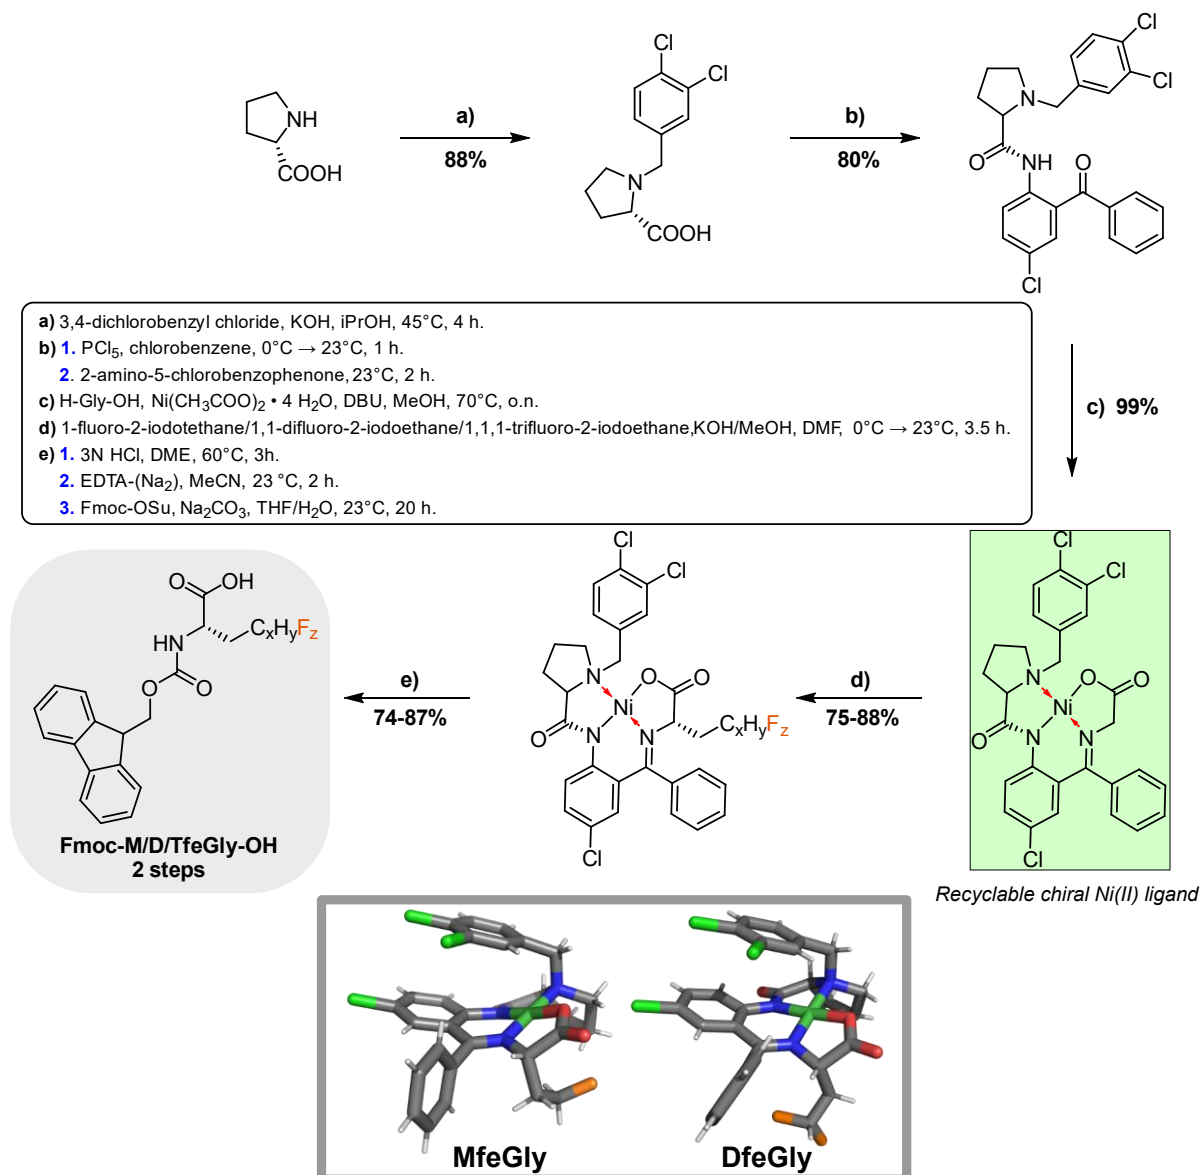 Cl
Cl
NH
COOH
a)
88%
N
COOH
b)
80%
Cl
Cl
N
O
NH
O
Cl
a) 3,4-dichlorobenzyl chloride, KOH, iPrOH, 45°C, 4 h.
b) 1. PCl5, chlorobenzene, 0°C → 23°C, 1 h.
2. 2-amino-5-chlorobenzophenone, 23°C, 2 h.
c) H-Gly-OH, Ni(CH3COO)2 • 4 H2O, DBU, MeOH, 70°C, o.n.
d) 1-fluoro-2-iodotethane/1,1-difluoro-2-iodoethane/1,1,1-trifluoro-2-iodoethane,KOH/MeOH, DMF, 0°C → 23°C, 3.5 h.
e) 1. 3N HCl, DME, 60°C, 3h.
2. EDTA-(Na2), MeCN, 23 °C, 2 h.
3. Fmoc-OSu, Na2CO3, THF/H2O, 23°C, 20 h.
c) 99%
O
OH
HN
CxHyFz
O
O
Fmoc-M/D/TfeGly-OH
2 steps
e)
74-87%
Cl
Cl
N
O
O
Ni
O
N
N
CxHyFz
Cl
d)
75-88%
Cl
Cl
N
O
O
Ni
O
N
N
Cl
Recyclable chiral Ni(II) ligand
MfeGly
DfeGly